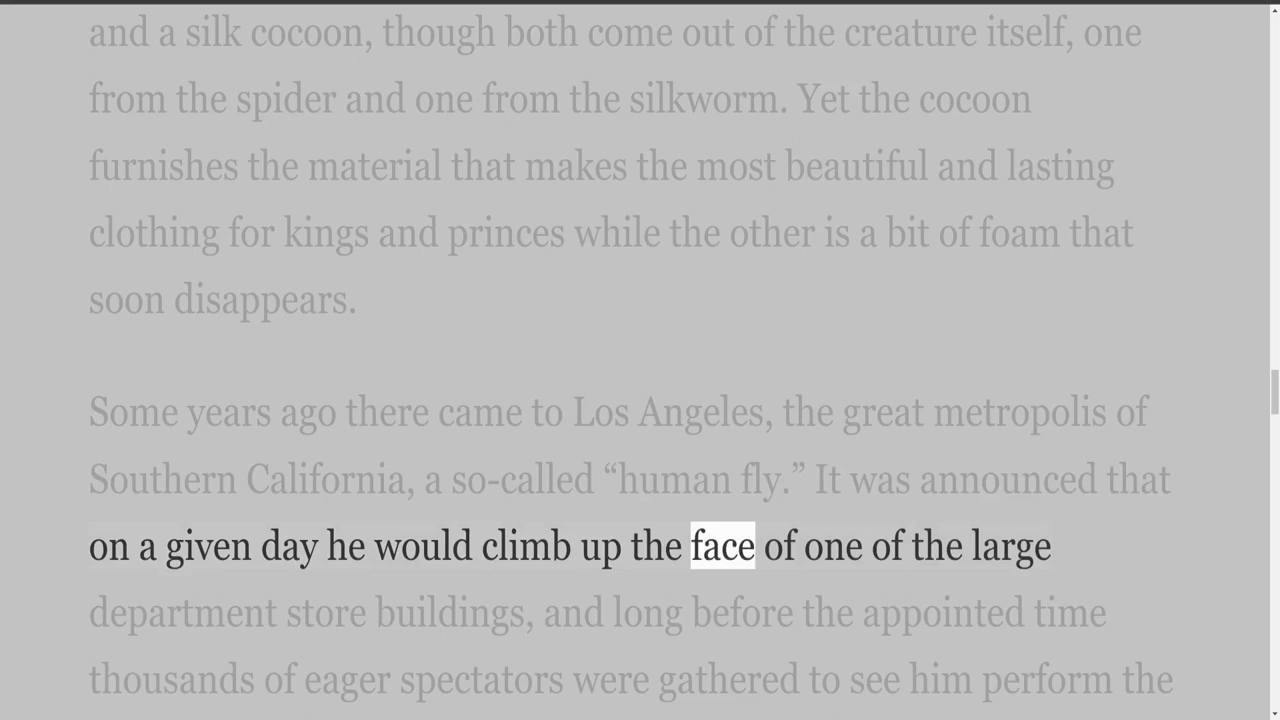 and a silk cocoon, though both come out of the creature itself, one
from the spider and one from the silkworm. Yet the cocoon
furnishes the material that makes the most beautiful and lasting
clothing for kings and princes while the other is a bit of foam that
soon disappears.
Some years ago there came to Los Angeles, the great metropolis of
Southern California, a so-called “human fly.” It was announced that
on a given day he would climb up the face of one of the large
department store buildings, and long before the appointed time
thousands of eager spectators were gathered to see him perform the